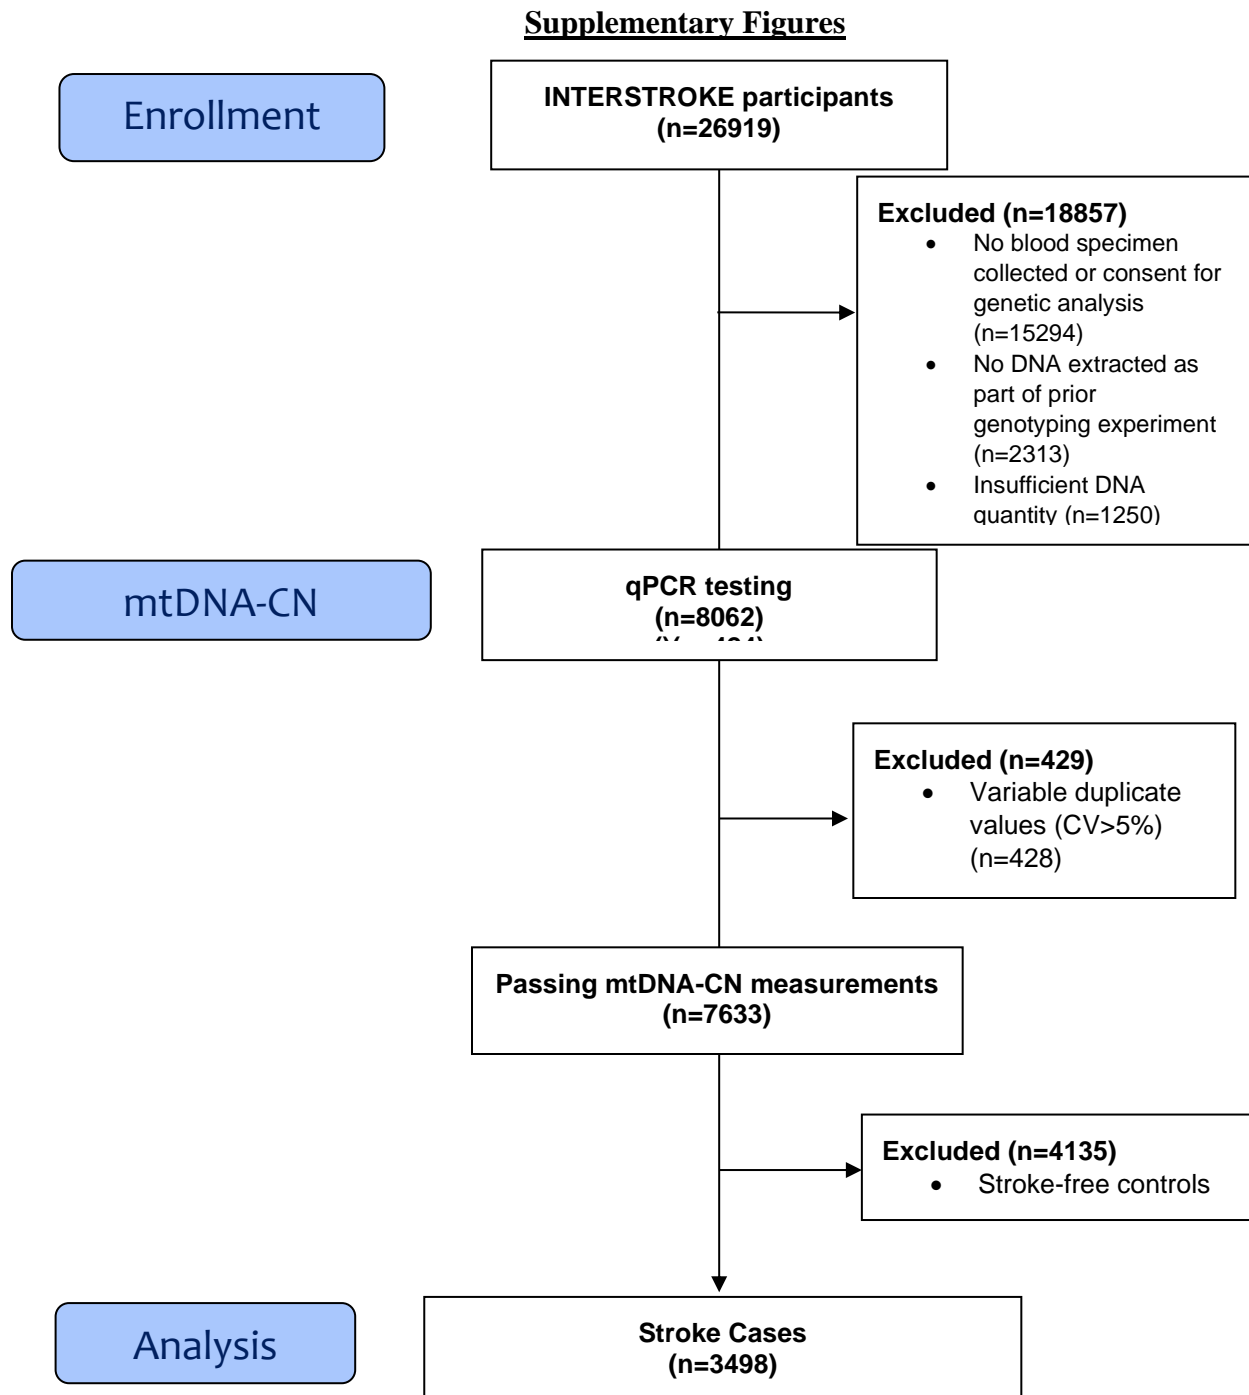 Supplementary Figures
Enrollment
INTERSTROKE participants
(n=26919)
Excluded (n=18857)
• No blood specimen
collected or consent for
genetic analysis
(n=15294)
• No DNA extracted as
part of prior
genotyping experiment
(n=2313)
• Insufficient DNA
quantity (n=1250)
mtDNA-CN
qPCR testing
(n=8062)
Excluded (n=429)
• Variable duplicate
values (CV>5%)
(n=428)
Passing mtDNA-CN measurements
(n=7633)
Excluded (n=4135)
• Stroke-free controls
Analysis
Stroke Cases
(n=3498)